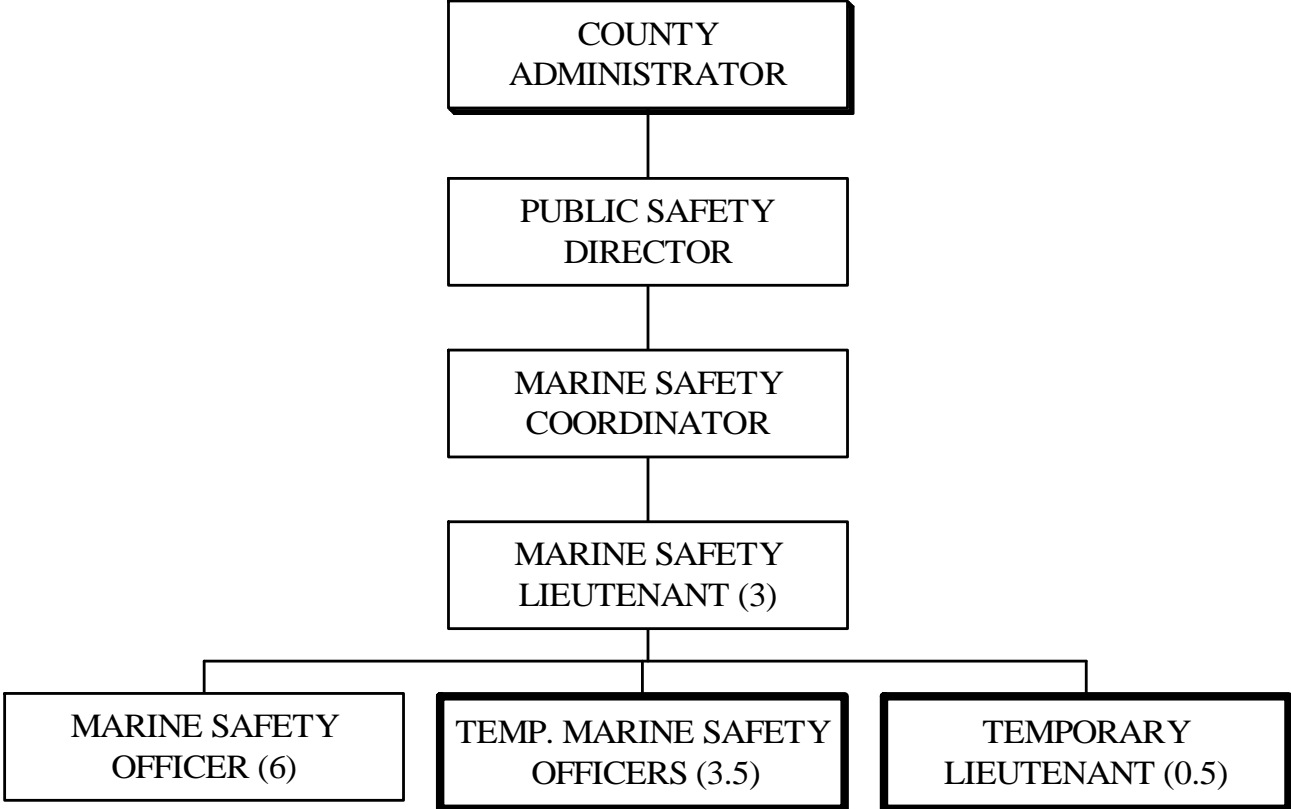 COUNTY
ADMINISTRATOR
PUBLIC SAFETY
DIRECTOR
MARINE SAFETY
COORDINATOR
MARINE SAFETY
LIEUTENANT (3)
MARINE SAFETY
OFFICER (6)
TEMP. MARINE SAFETY
OFFICERS (3.5)
TEMPORARY
LIEUTENANT (0.5)